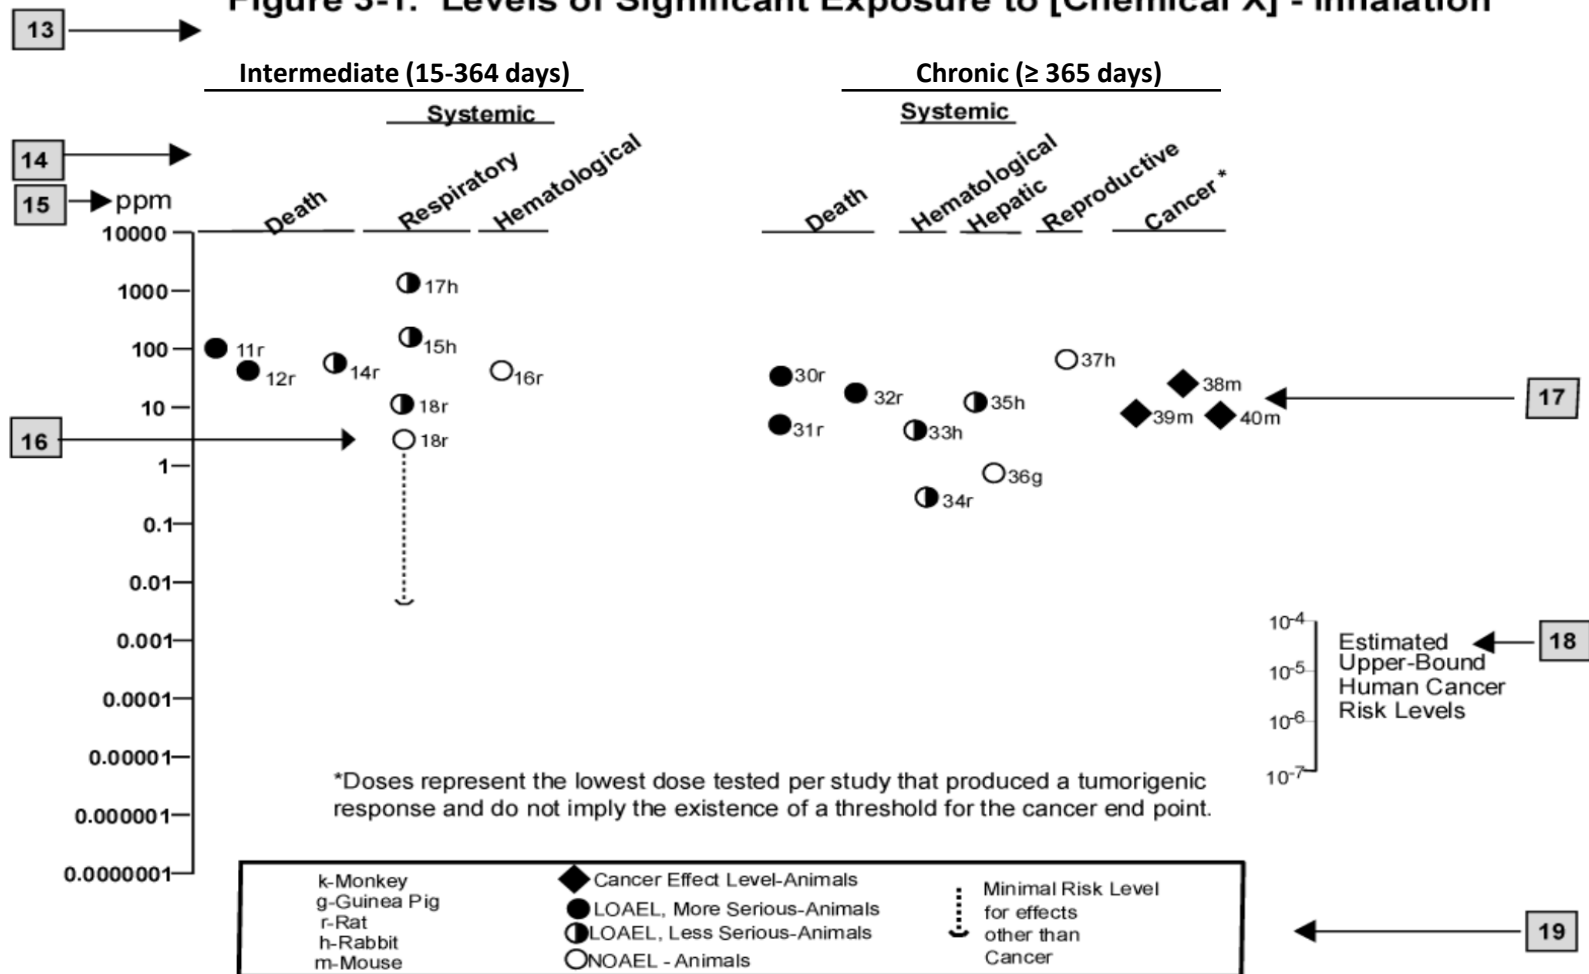 Figure 3-1. Levels of Significant Exposure to [Chemical X] - Inhalation
13
Intermediate (15-364 days)
Chronic (≥ 365 days)
Systemic
Systemic
14
15
ppm
Death
Respiratory
Hematological
Death
Hematological
Hepatic
Reproductive
Cancer*
10000
1000
100
10
1
0.1
0.01
0.001
0.0001
0.00001
0.000001
0.0000001
17h
15h
11r
12r
14r
16r
18r
18r
16
30r
32r
31r
33h
34r
35h
36g
37h
38m
39m
40m
17
10-4
10-5
10-6
10-7
Estimated
Upper-Bound
Human Cancer
Risk Levels
18
*Doses represent the lowest dose tested per study that produced a tumorigenic
response and do not imply the existence of a threshold for the cancer end point.
k-Monkey
g-Guinea Pig
r-Rat
h-Rabbit
m-Mouse
Cancer Effect Level-Animals
LOAEL, More Serious-Animals
LOAEL, Less Serious-Animals
NOAEL - Animals
Minimal Risk Level
for effects
other than
Cancer
19